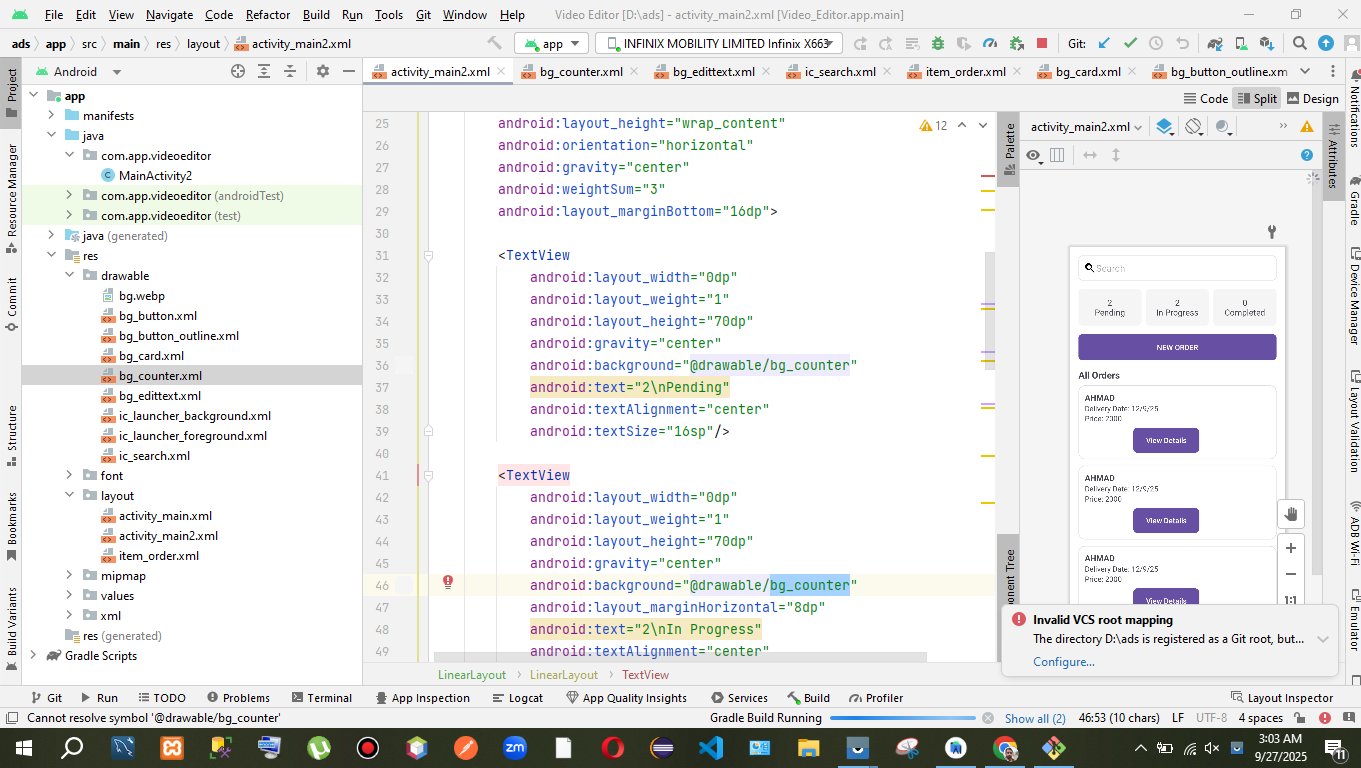 File Edit View Navigate Code Refactor Build Run Tools Git Window Help Video Editor [D:\ads] - activity_main2.xml [Video_Editor.app.main]
ads app src main res layout activity_main2.xml app INFINIX MOBILITY LIMITED Infinix X663 Git:
Android
activity_main2.xml bg_counter.xml bg_edittext.xml ic_search.xml item_order.xml bg_card.xml bg_button_outline.xm
Code Split Design
Project
Resource Manager
Commit
Structure
Bookmarks
Build Variants
app
manifests
java
com.app.videoeditor
MainActivity2
com.app.videoeditor (androidTest)
com.app.videoeditor (test)
java (generated)
res
drawable
bg.webp
bg_button.xml
bg_button_outline.xml
bg_card.xml
bg_counter.xml
bg_edittext.xml
ic_launcher_background.xml
ic_launcher_foreground.xml
ic_search.xml
font
layout
activity_main.xml
activity_main2.xml
item_order.xml
mipmap
values
xml
res (generated)
Gradle Scripts
12
25 android:layout_height="wrap_content"
26 android:orientation="horizontal"
27 android:gravity="center"
28 android:weightSum="3"
29 android:layout_marginBottom="16dp">
30
31 <TextView
32 android:layout_width="0dp"
33 android:layout_weight="1"
34 android:layout_height="70dp"
35 android:gravity="center"
36 android:background="@drawable/bg_counter"
37 android:text="2\nPending"
38 android:textAlignment="center"
39 android:textSize="16sp"/>
40
41 <TextView
42 android:layout_width="0dp"
43 android:layout_weight="1"
44 android:layout_height="70dp"
45 android:gravity="center"
46 android:background="@drawable/bg_counter"
47 android:layout_marginHorizontal="8dp"
48 android:text="2\nIn Progress"
49 android:textAlignment="center"
LinearLayout LinearLayout TextView
Palette
activity_main2.xml
Attributes
Search
2 2 0
Pending In Progress Completed
NEW ORDER
All Orders
AHMAD
Delivery Date: 12/9/25
Price: 2000
View Details
AHMAD
Delivery Date: 12/9/25
Price: 2000
View Details
AHMAD
Delivery Date: 12/9/25
Price: 2000
View Details
1:1
Notifications
Gradle
Device Manager
Layout Validation
ADB Wi-Fi
Emulator
Invalid VCS root mapping
The directory D:\ads is registered as a Git root, but...
Configure...
Git Run TODO Problems Terminal App Inspection Logcat App Quality Insights Services Build Profiler Layout Inspector
Cannot resolve symbol '@drawable/bg_counter' Gradle Build Running Show all (2) 46:53 (10 chars) LF UTF-8 4 spaces
zm
3:03 AM
9/27/2025
11